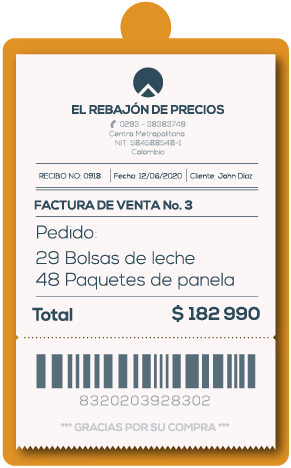 EL REBAJÓN DE PRECIOS
0293 - 38383749
Centro Metropolitano
NIT: 584588548-1
Colombia
RECIBO NO: 0918 Fecha: 12/06/2020 Cliente: John Díaz
FACTURA DE VENTA No. 3
Pedido:
29 Bolsas de leche
48 Paquetes de panela
Total $ 182 990
8320203928302
*** GRACIAS POR SU COMPRA ***